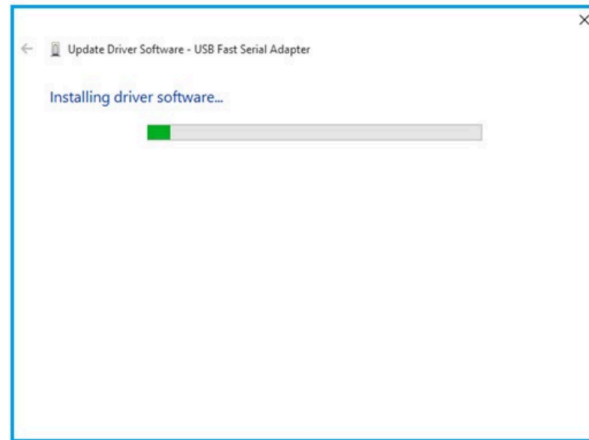 Update Driver Software - USB Fast Serial Adapter
Installing driver software...